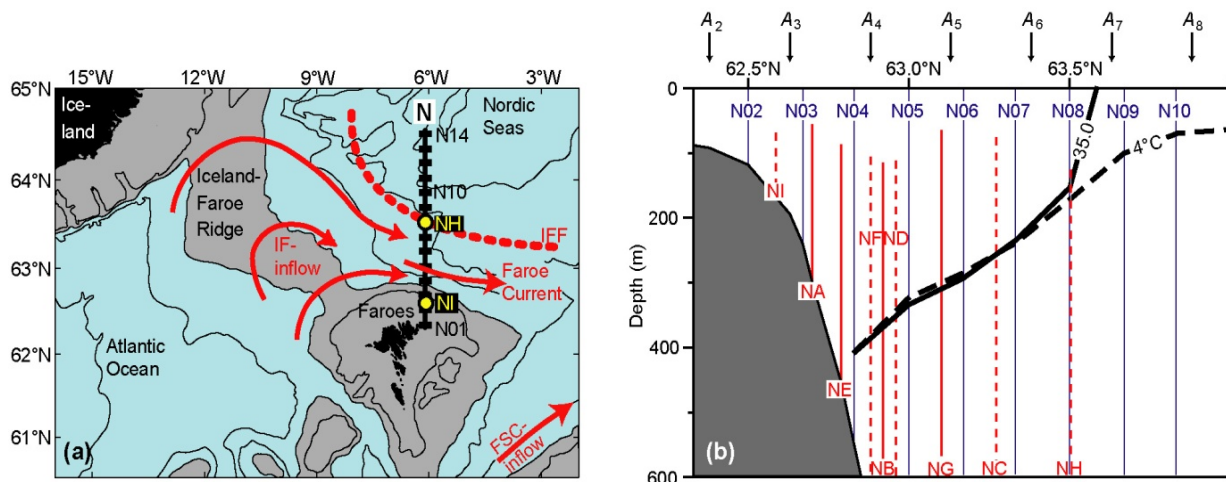 15°W 12°W 9°W 6°W 3°W
65°N
64°N
63°N
62°N
61°N
Ice-
land
N
Nordic
Seas
N14
Iceland-
Faroe
Ridge
N10
NH
IFF
IF-
inflow
Faroe
Current
NI
Faroes
N01
Atlantic
Ocean
FSC-
inflow
(a)
A2 A3 A4 A5 A6 A7 A8
62.5°N 63.0°N 63.5°N
0
200
400
600
Depth (m)
N02 N03 N04 N05 N06 N07 N08 N09 N10
35.0
4°C
NI
NF ND
NA
NE
NB NG NC NH
(b)